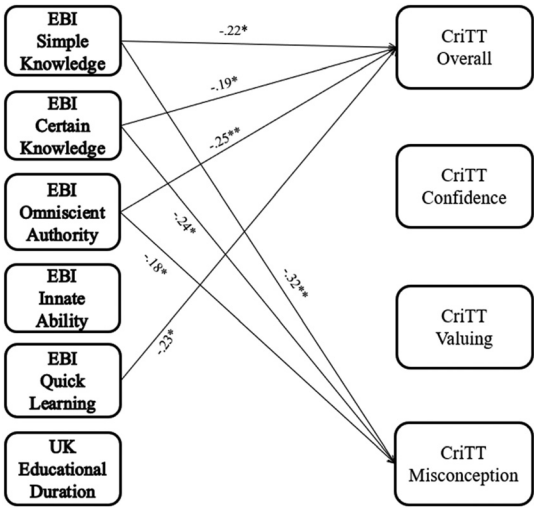 EBI
Simple
Knowledge
EBI
Certain
Knowledge
EBI
Omniscient
Authority
EBI
Innate
Ability
EBI
Quick
Learning
UK
Educational
Duration
-.22*
-.19*
-.25**
-.24*
-.18*
-.32**
-.23*
CriTT
Overall
CriTT
Confidence
CriTT
Valuing
CriTT
Misconception